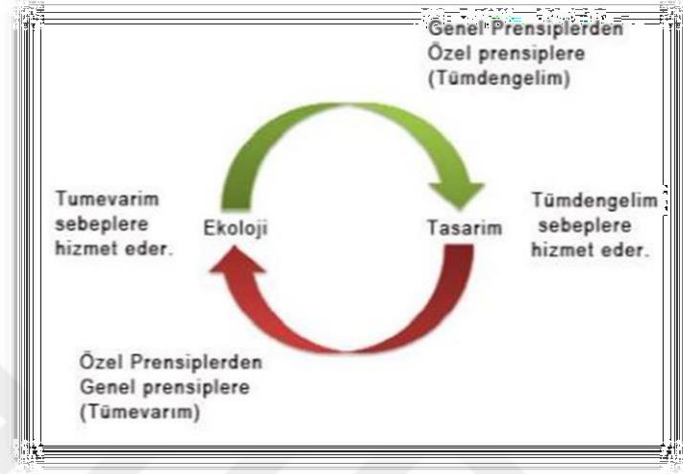 Genel Prensiplerden
Özel prensiplere
(Tümdengelim)
Tumevarim
sebeplere
hizmet eder.
Ekoloji
Tasarim
Tümdengelim
sebeplere
hizmet eder.
Özel Prensiplerden
Genel prensiplere
(Tümevarım)